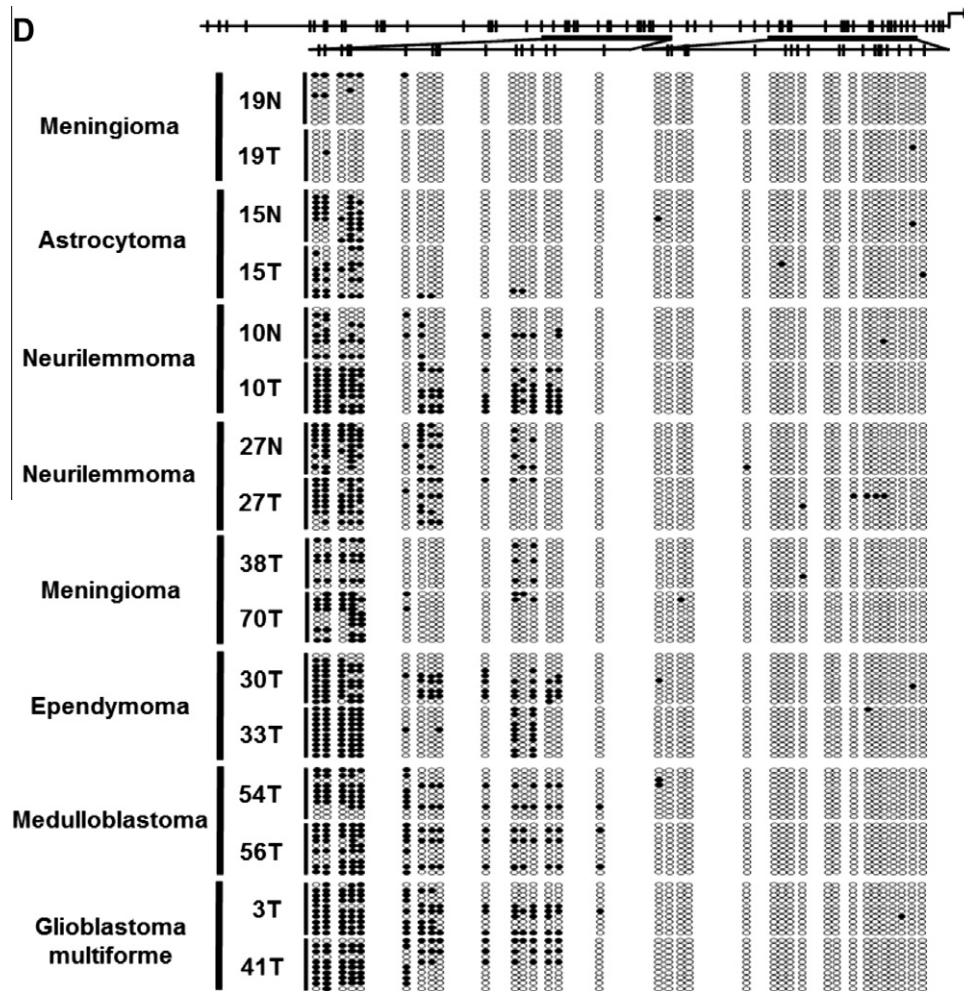 D
Meningioma
19N
19T
Astrocytoma
15N
15T
Neurilemmoma
10N
10T
Neurilemmoma
27N
27T
Meningioma
38T
70T
Ependymoma
30T
33T
Medulloblastoma
54T
56T
Glioblastoma
multiforme
3T
41T